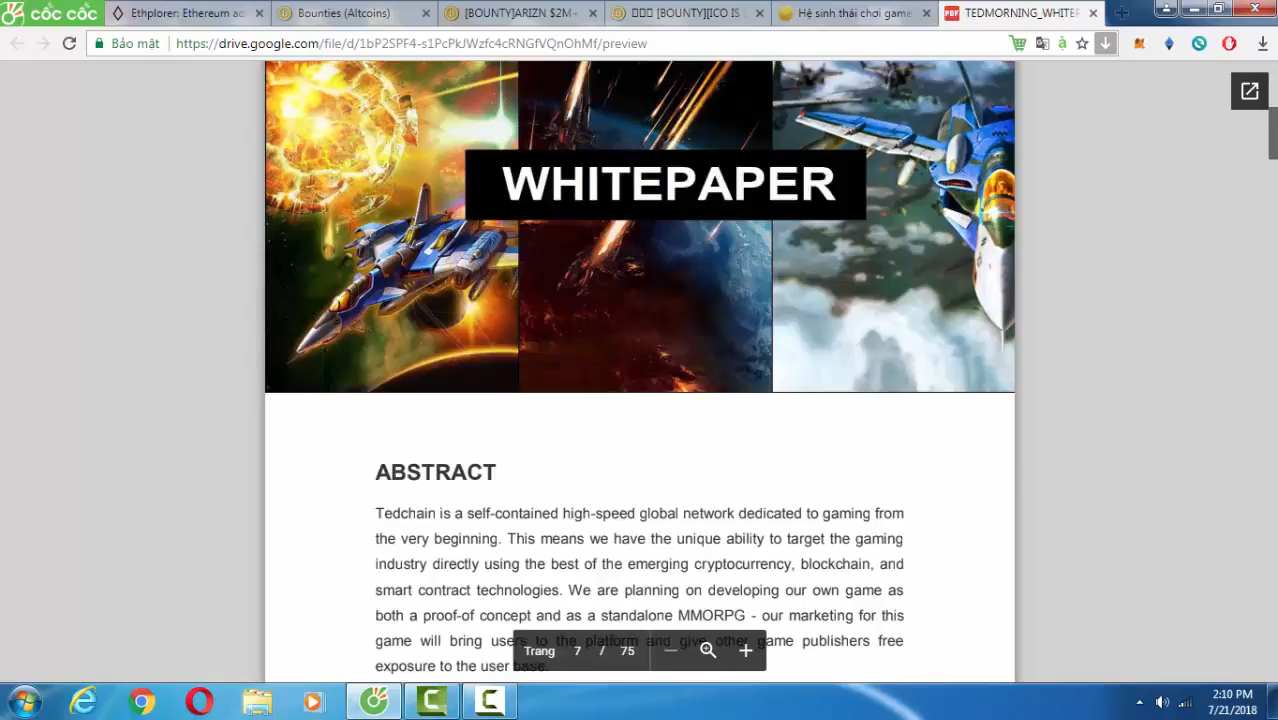 cốc cốc
Ethplorer: Ethereum ad
Bounties (Altcoins)
[BOUNTY]ARIZN $2M+
[BOUNTY][ICO IS L
Hệ sinh thái chơi game
TEDMORNING_WHITEP
Bảo mật
https://drive.google.com/file/d/1bP2SPF4-s1PcPkJWzfc4cRNGfVQnOhMf/preview
WHITEPAPER
ABSTRACT
Tedchain is a self-contained high-speed global network dedicated to gaming from
the very beginning. This means we have the unique ability to target the gaming
industry directly using the best of the emerging cryptocurrency, blockchain, and
smart contract technologies. We are planning on developing our own game as
both a proof-of concept and as a standalone MMORPG - our marketing for this
game will bring users to the platform and give other game publishers free
exposure to the user base.
Trang 7 / 75
2:10 PM
7/21/2018